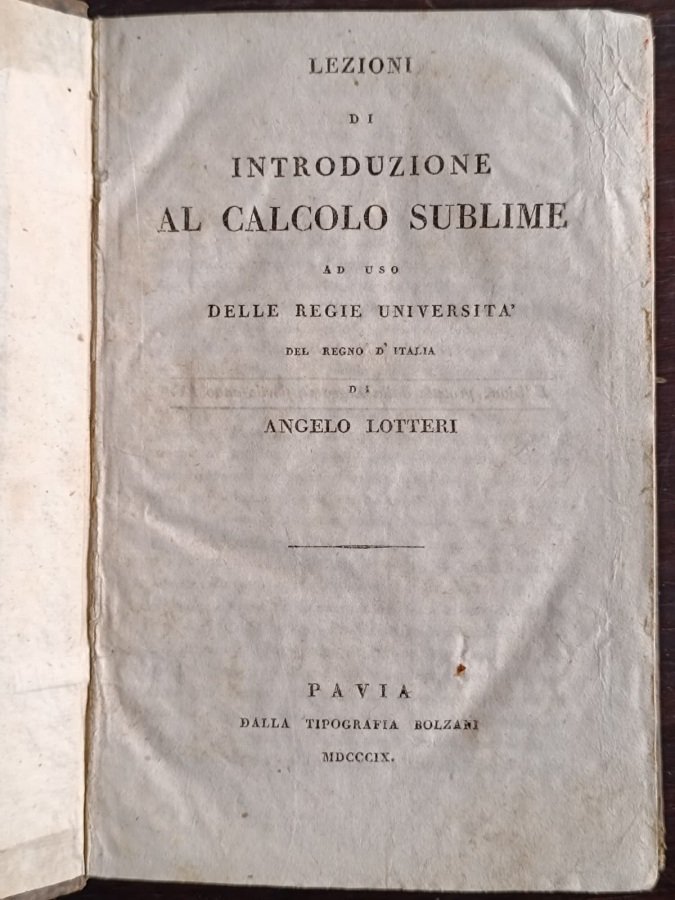 LEZIONI
DI
INTRODUZIONE
AL CALCOLO SUBLIME
AD USO
DELLE REGIE UNIVERSITA'
DEL REGNO D'ITALIA
DI
ANGELO LOTTERI
PAVIA
DALLA TIPOGRAFIA BOLZANI
MDCCCIX.